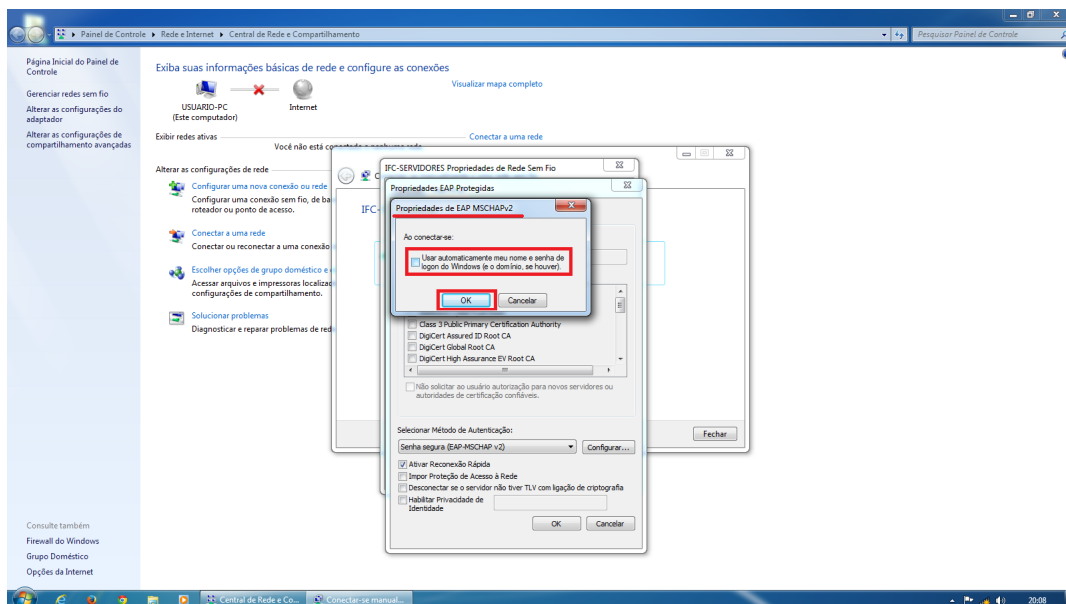 Painel de Controle ▸ Rede e Internet ▸ Central de Rede e Compartilhamento
Pesquisar Painel de Controle
Página Inicial do Painel de
Controle
Gerenciar redes sem fio
Alterar as configurações do
adaptador
Alterar as configurações de
compartilhamento avançadas
Exiba suas informações básicas de rede e configure as conexões
Visualizar mapa completo
USUARIO-PC
(Este computador)
Internet
Exibir redes ativas
Conectar a uma rede
Você não está conectado a nenhuma rede
Alterar as configurações de rede
Configurar uma nova conexão ou rede
Configurar uma conexão sem fio, de ba
roteador ou ponto de acesso.
Conectar a uma rede
Conectar ou reconectar a uma conexão
Escolher opções de grupo doméstico e
Acessar arquivos e impressoras localizad
configurações de compartilhamento.
Solucionar problemas
Diagnosticar e reparar problemas de red
IFC-
Fechar
IFC-SERVIDORES Propriedades de Rede Sem Fio
Propriedades EAP Protegidas
Propriedades de EAP MSCHAPv2
Ao conectar-se:
Usar automaticamente meu nome e senha de
logon do Windows (e o domínio, se houver).
OK
Cancelar
Class 3 Public Primary Certification Authority
DigiCert Assured ID Root CA
DigiCert Global Root CA
DigiCert High Assurance EV Root CA
Não solicitar ao usuário autorização para novos servidores ou
autoridades de certificação confiáveis.
Selecionar Método de Autenticação:
Senha segura (EAP-MSCHAP v2)
Configurar...
Ativar Reconexão Rápida
Impor Proteção de Acesso à Rede
Desconectar se o servidor não tiver TLV com ligação de criptografia
Habilitar Privacidade de
Identidade
OK
Cancelar
Consulte também
Firewall do Windows
Grupo Doméstico
Opções da Internet
Central de Rede e Co...
Conectar-se manual...
20:08